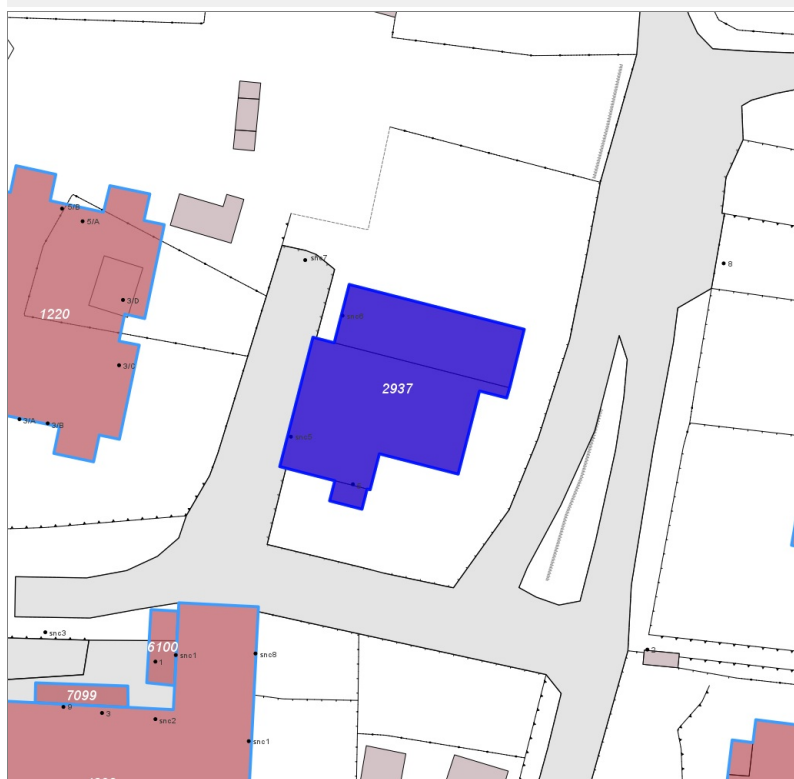 5/B
5/A
snc7
8
3/D
1220
snc6
3/C
2937
3/A
3/B
snc5
snc3
6100
snc1
snc8
1
3
7099
9
3
snc2
snc1